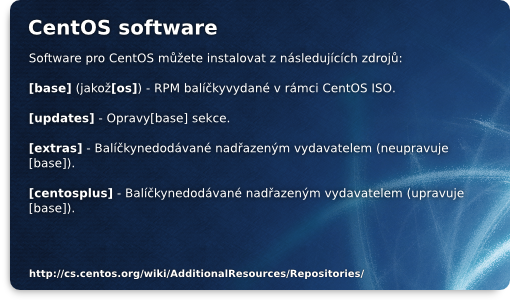 CentOS software
Software pro CentOS můžete instalovat z následujících zdrojů:
[base] (jakož[os]) - RPM balíčkyvydané v rámci CentOS ISO.
[updates] - Opravy[base] sekce.
[extras] - Balíčkynedodávané nadřazeným vydavatelem (neupravuje
[base]).
[centosplus] - Balíčkynedodávané nadřazeným vydavatelem (upravuje
[base]).
http://cs.centos.org/wiki/AdditionalResources/Repositories/